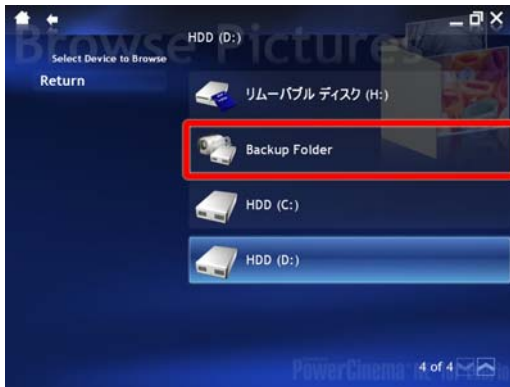 Browse Pictures
HDD (D:)
Select Device to Browse
Return
リムーバブル ディスク (H:)
Backup Folder
HDD (C:)
HDD (D:)
4 of 4
PowerCinema